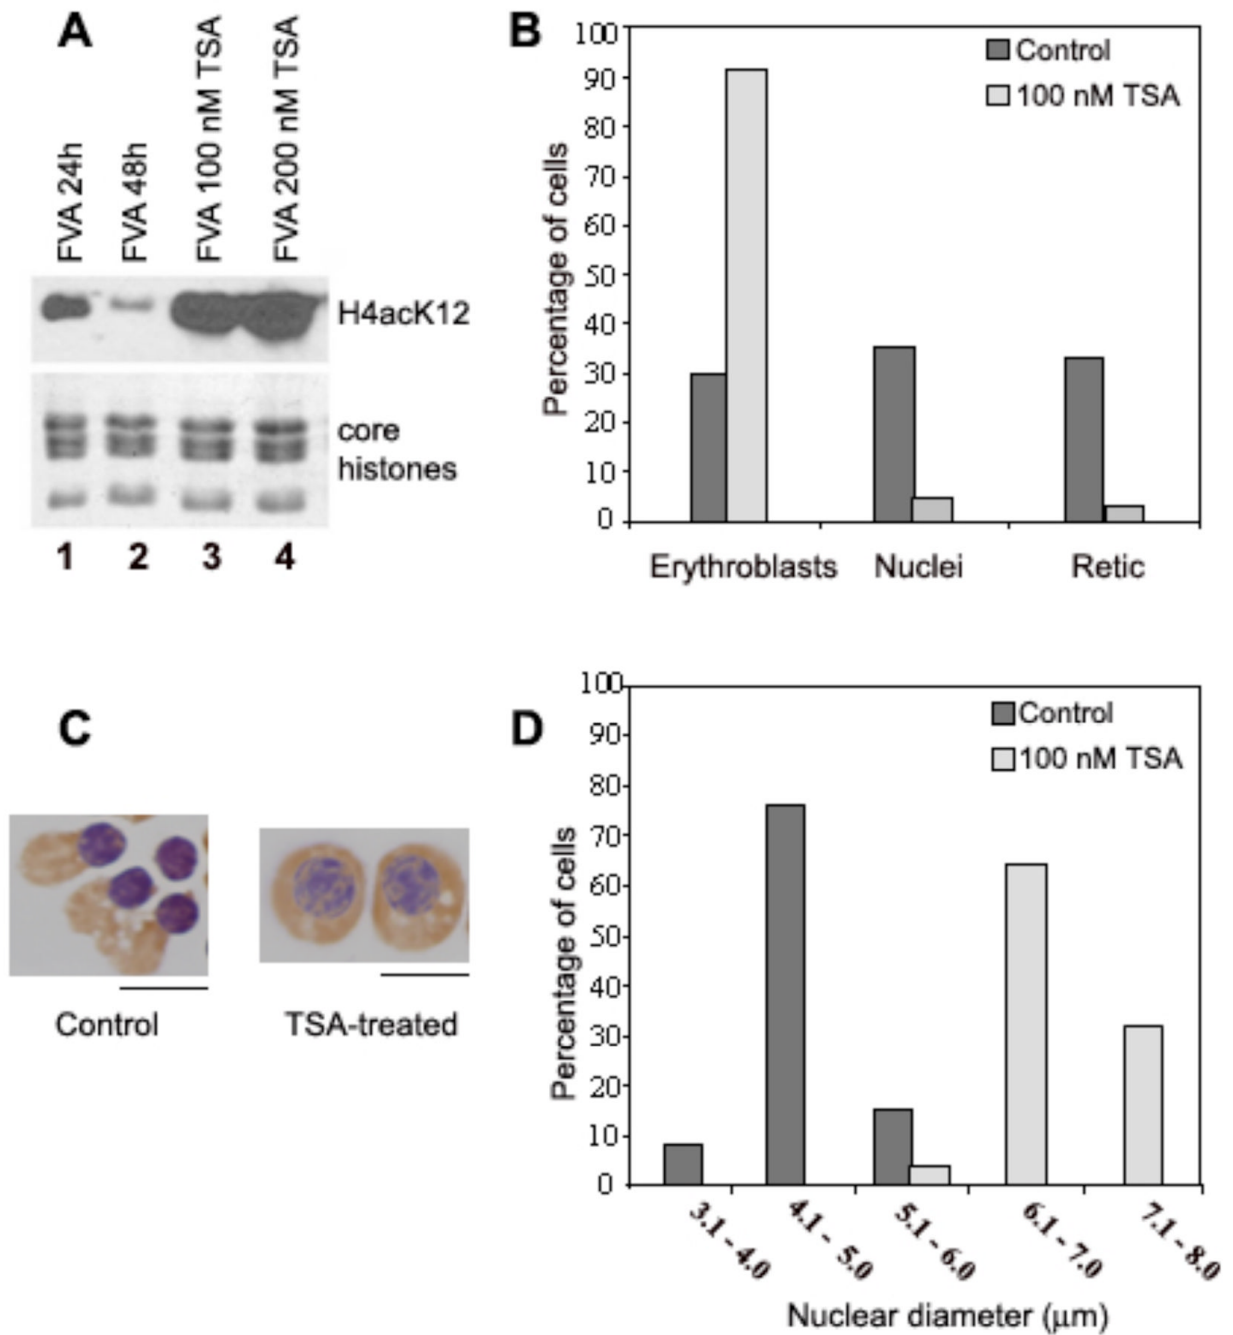 A
FVA 24h
FVA 48h
FVA 100 nM TSA
FVA 200 nM TSA
H4acK12
core
histones
1 2 3 4
B
Control
100 nM TSA
Percentage of cells
100
90
80
70
60
50
40
30
20
10
0
Erythroblasts Nuclei Retic
C
Control
TSA-treated
D
Control
100 nM TSA
Percentage of cells
100
90
80
70
60
50
40
30
20
10
0
3.1 - 4.0
4.1 - 5.0
5.1 - 6.0
6.1 - 7.0
7.1 - 8.0
Nuclear diameter (μm)